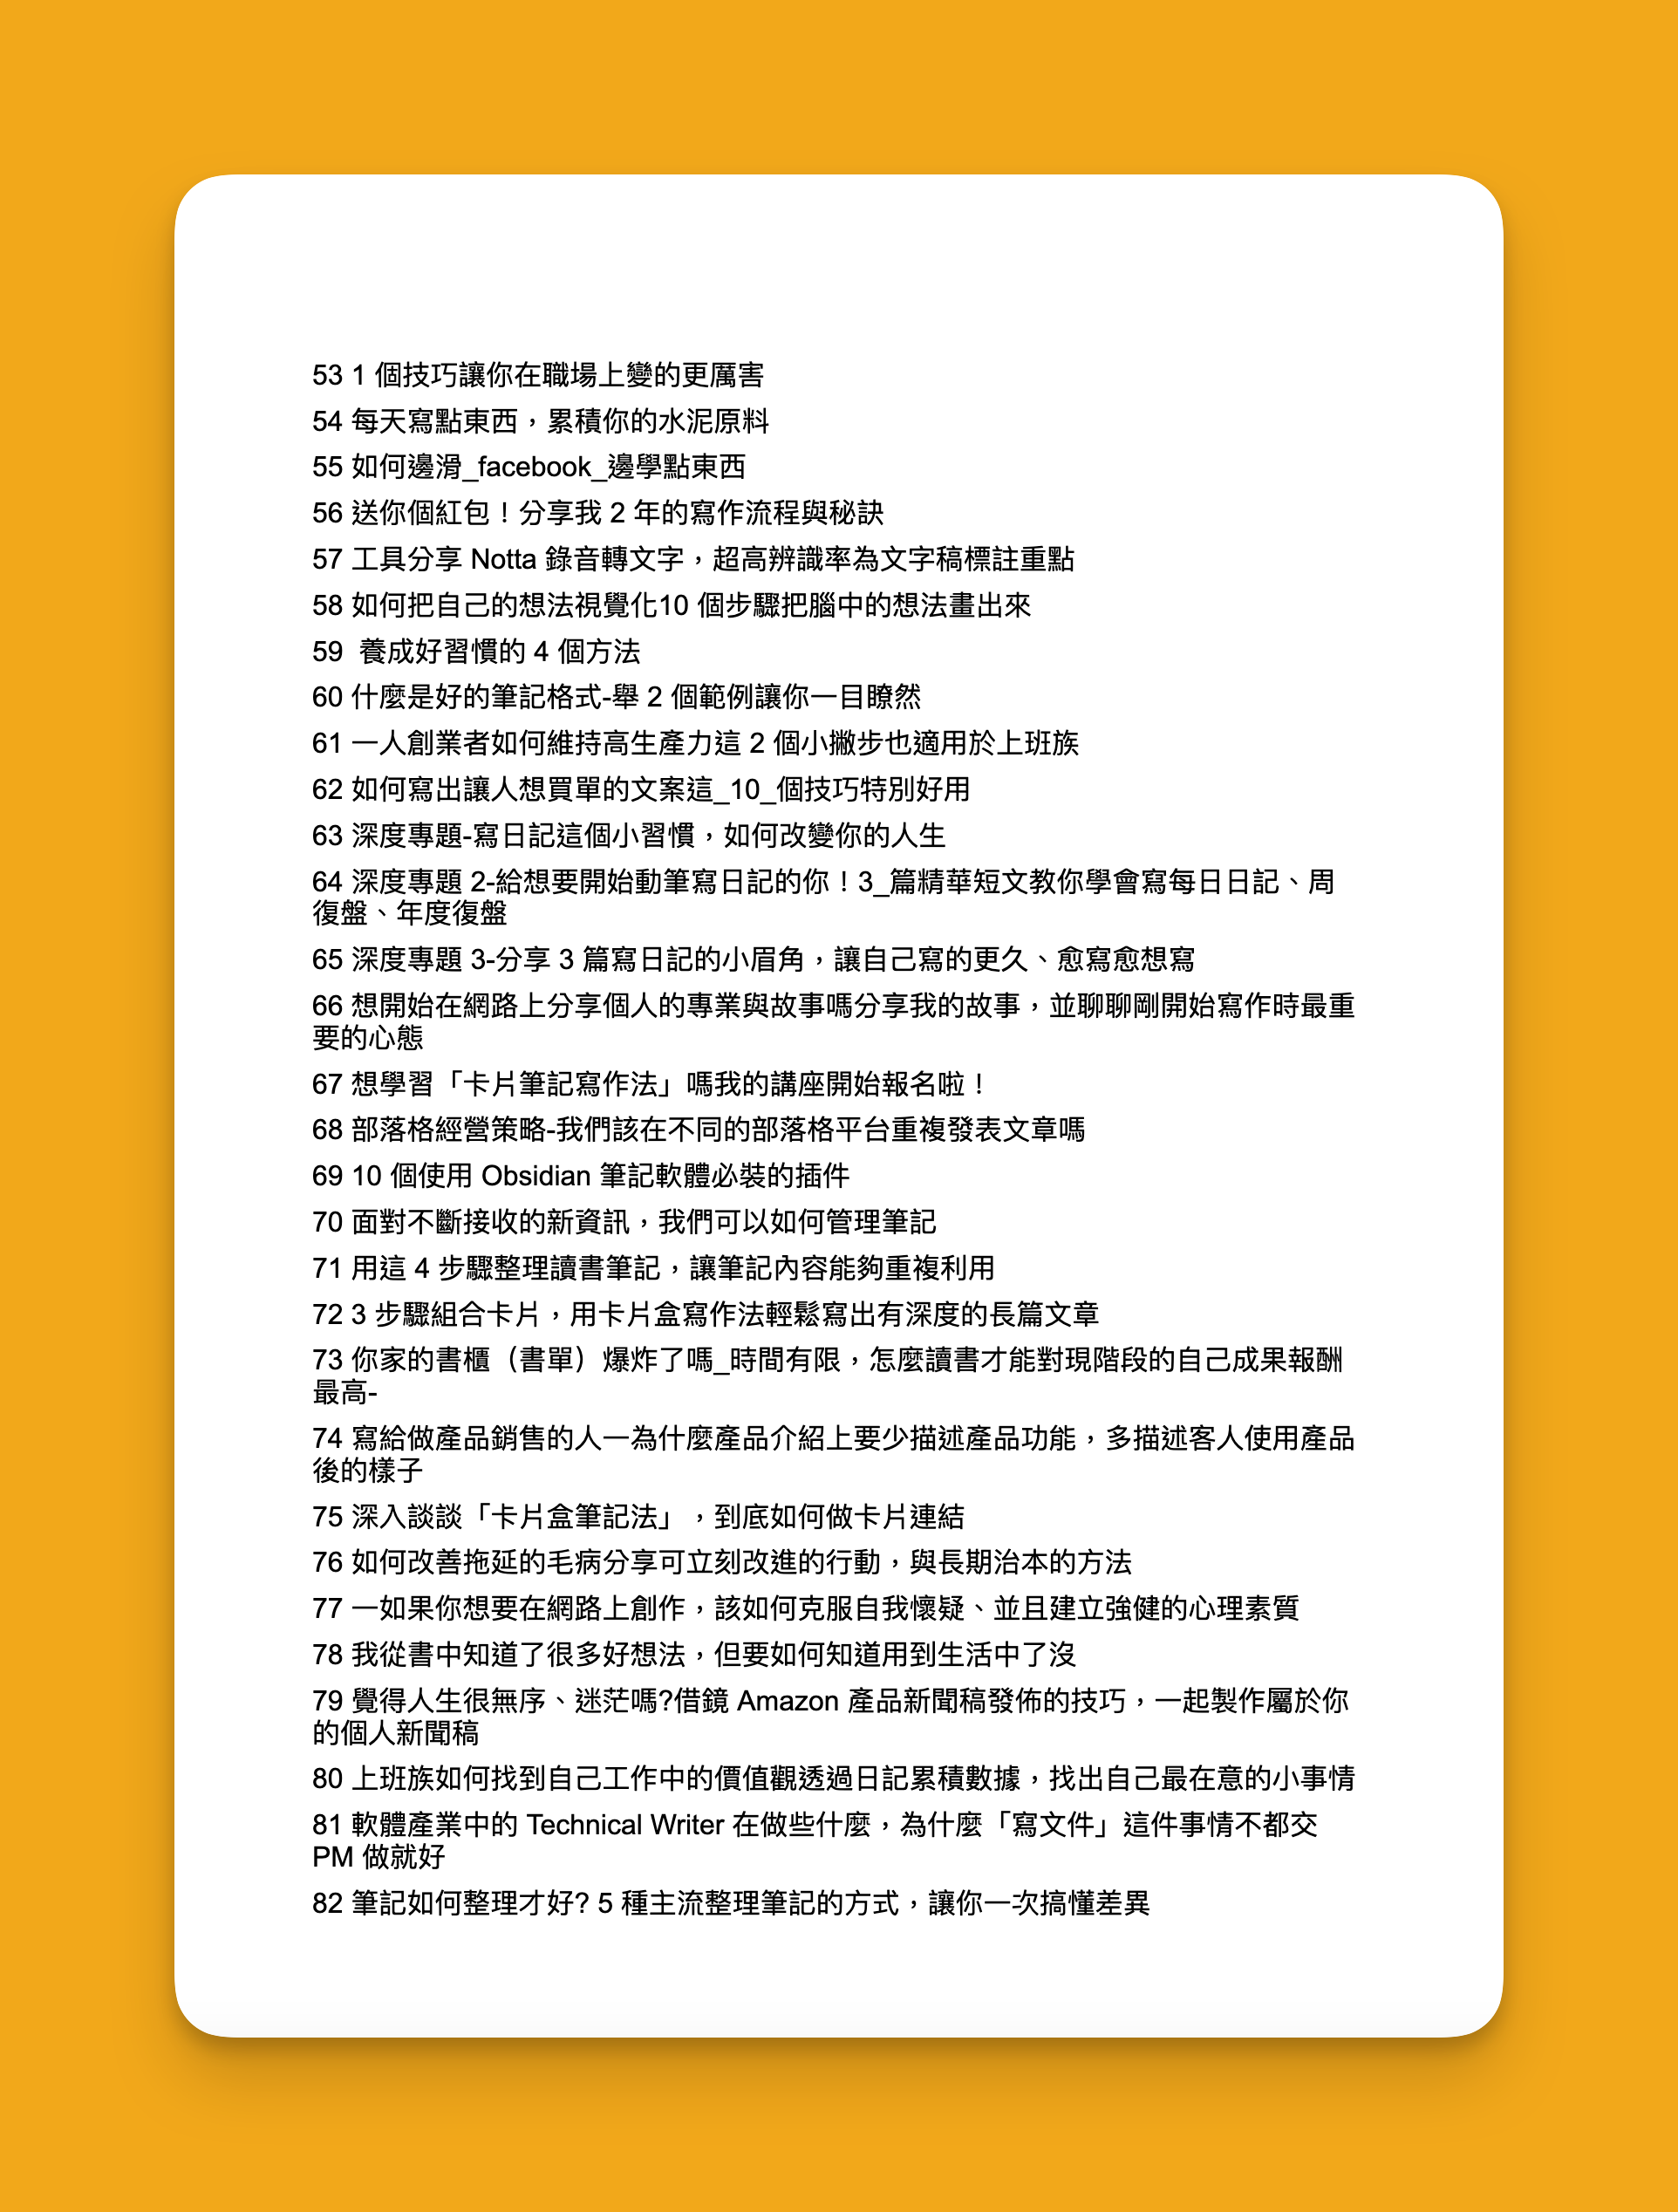 53 1 個技巧讓你在職場上變的更厲害
54 每天寫點東西，累積你的水泥原料
55 如何邊滑_facebook_邊學點東西
56 送你個紅包！分享我 2 年的寫作流程與秘訣
57 工具分享 Notta 錄音轉文字，超高辨識率為文字稿標註重點
58 如何把自己的想法視覺化10 個步驟把腦中的想法畫出來
59  養成好習慣的 4 個方法
60 什麼是好的筆記格式-舉 2 個範例讓你一目瞭然
61 一人創業者如何維持高生產力這 2 個小撇步也適用於上班族
62 如何寫出讓人想買單的文案這_10_個技巧特別好用
63 深度專題-寫日記這個小習慣，如何改變你的人生
64 深度專題 2-給想要開始動筆寫日記的你！3_篇精華短文教你學會寫每日日記、周
復盤、年度復盤
65 深度專題 3-分享 3 篇寫日記的小眉角，讓自己寫的更久、愈寫愈想寫
66 想開始在網路上分享個人的專業與故事嗎分享我的故事，並聊聊剛開始寫作時最重
要的心態
67 想學習「卡片筆記寫作法」嗎我的講座開始報名啦！
68 部落格經營策略-我們該在不同的部落格平台重複發表文章嗎
69 10 個使用 Obsidian 筆記軟體必裝的插件
70 面對不斷接收的新資訊，我們可以如何管理筆記
71 用這 4 步驟整理讀書筆記，讓筆記內容能夠重複利用
72 3 步驟組合卡片，用卡片盒寫作法輕鬆寫出有深度的長篇文章
73 你家的書櫃（書單）爆炸了嗎_時間有限，怎麼讀書才能對現階段的自己成果報酬
最高-
74 寫給做產品銷售的人一為什麼產品介紹上要少描述產品功能，多描述客人使用產品
後的樣子
75 深入談談「卡片盒筆記法」，到底如何做卡片連結
76 如何改善拖延的毛病分享可立刻改進的行動，與長期治本的方法
77 一如果你想要在網路上創作，該如何克服自我懷疑、並且建立強健的心理素質
78 我從書中知道了很多好想法，但要如何知道用到生活中了沒
79 覺得人生很無序、迷茫嗎?借鏡 Amazon 產品新聞稿發佈的技巧，一起製作屬於你
的個人新聞稿
80 上班族如何找到自己工作中的價值觀透過日記累積數據，找出自己最在意的小事情
81 軟體產業中的 Technical Writer 在做些什麼，為什麼「寫文件」這件事情不都交
PM 做就好
82 筆記如何整理才好? 5 種主流整理筆記的方式，讓你一次搞懂差異